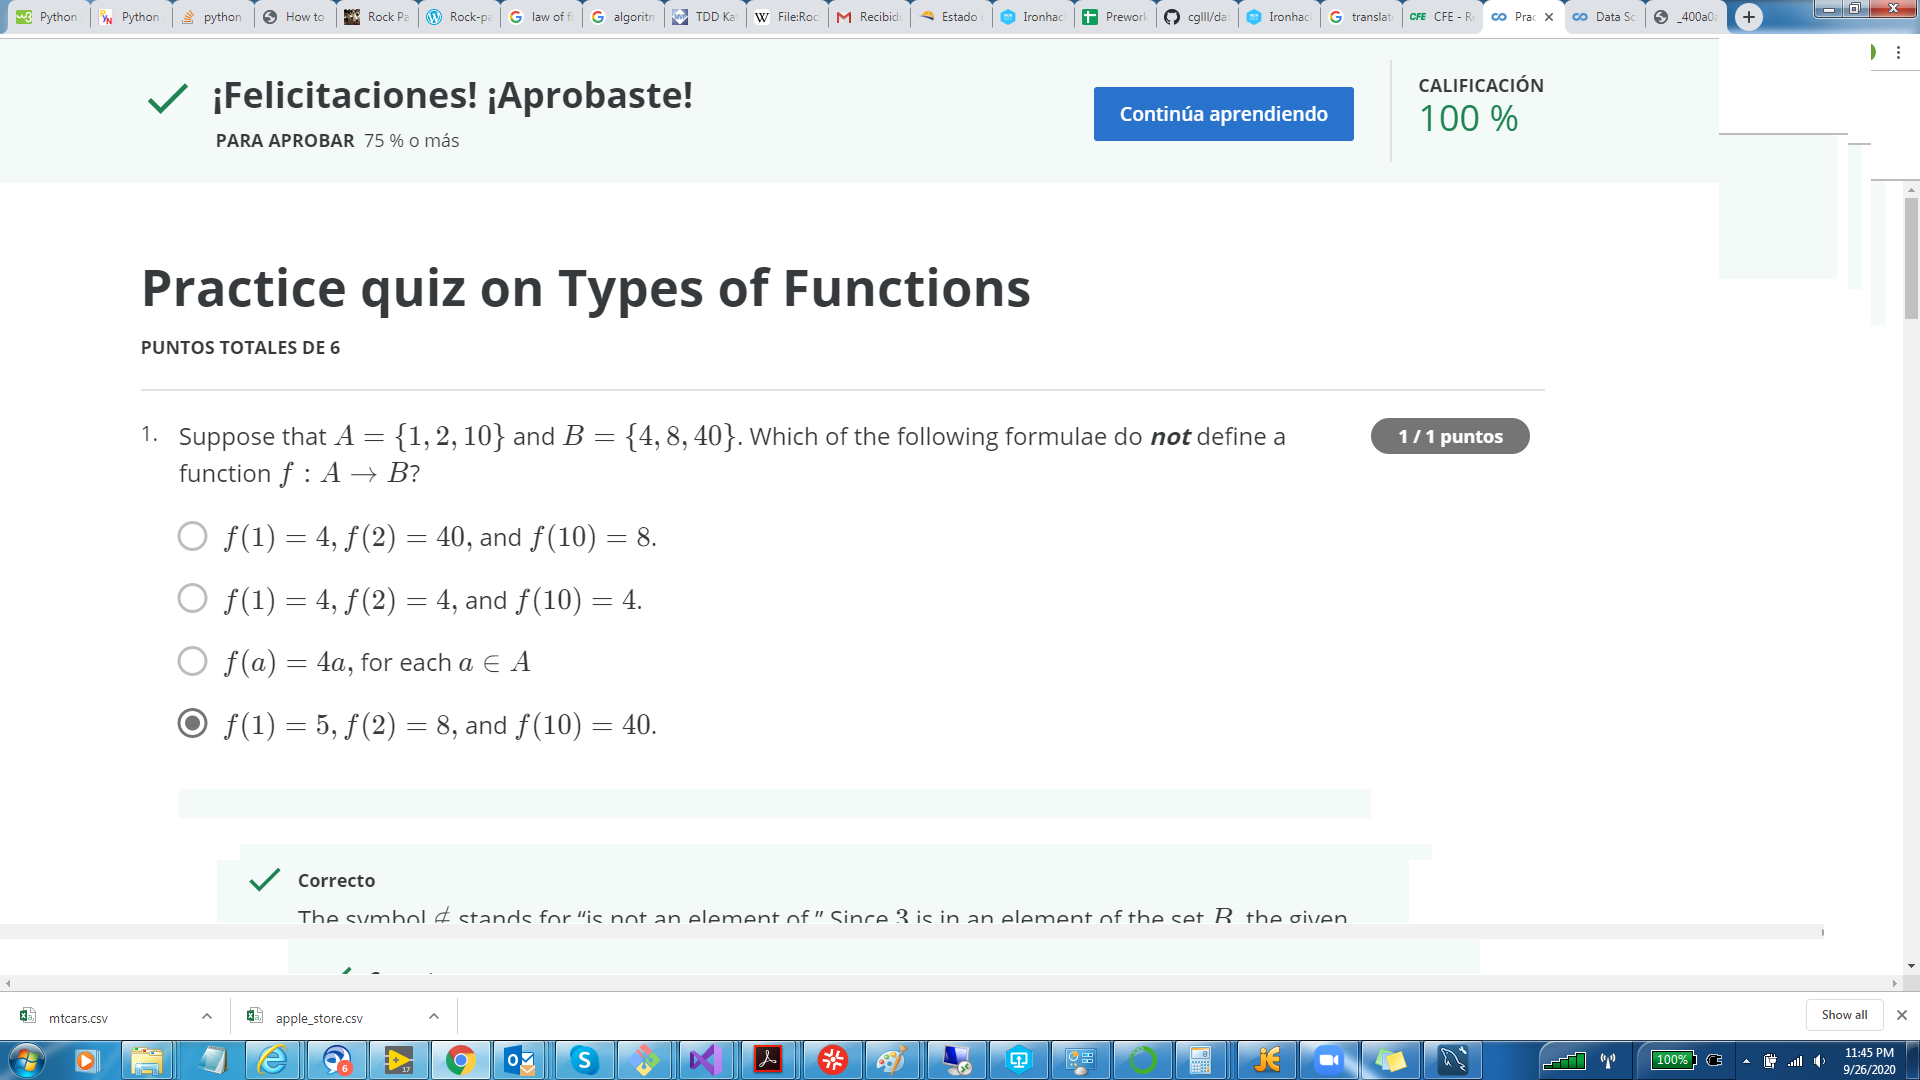 Python
Python
python
How to
Rock Pa
Rock-pa
law of
algorit
TDD Ka
File:Roc
Recibid
Estado
Ironhac
Prework
cglll/da
Ironhac
translat
CFE - R
Prac
Data Sc
_400a0
¡Felicitaciones! ¡Aprobaste!
PARA APROBAR 75 % o más
Continúa aprendiendo
CALIFICACIÓN
100 %
Practice quiz on Types of Functions
PUNTOS TOTALES DE 6
1. Suppose that A = {1, 2, 10} and B = {4, 8, 40}. Which of the following formulae do not define a
function f : A → B?
1 / 1 puntos
f(1) = 4, f(2) = 40, and f(10) = 8.
f(1) = 4, f(2) = 4, and f(10) = 4.
f(a) = 4a, for each a ∈ A
f(1) = 5, f(2) = 8, and f(10) = 40.
Correcto
The symbol ∉ stands for “is not an element of.” Since 3 is in an element of the set B, the given
mtcars.csv
apple_store.csv
Show all
100%
11:45 PM
9/26/2020